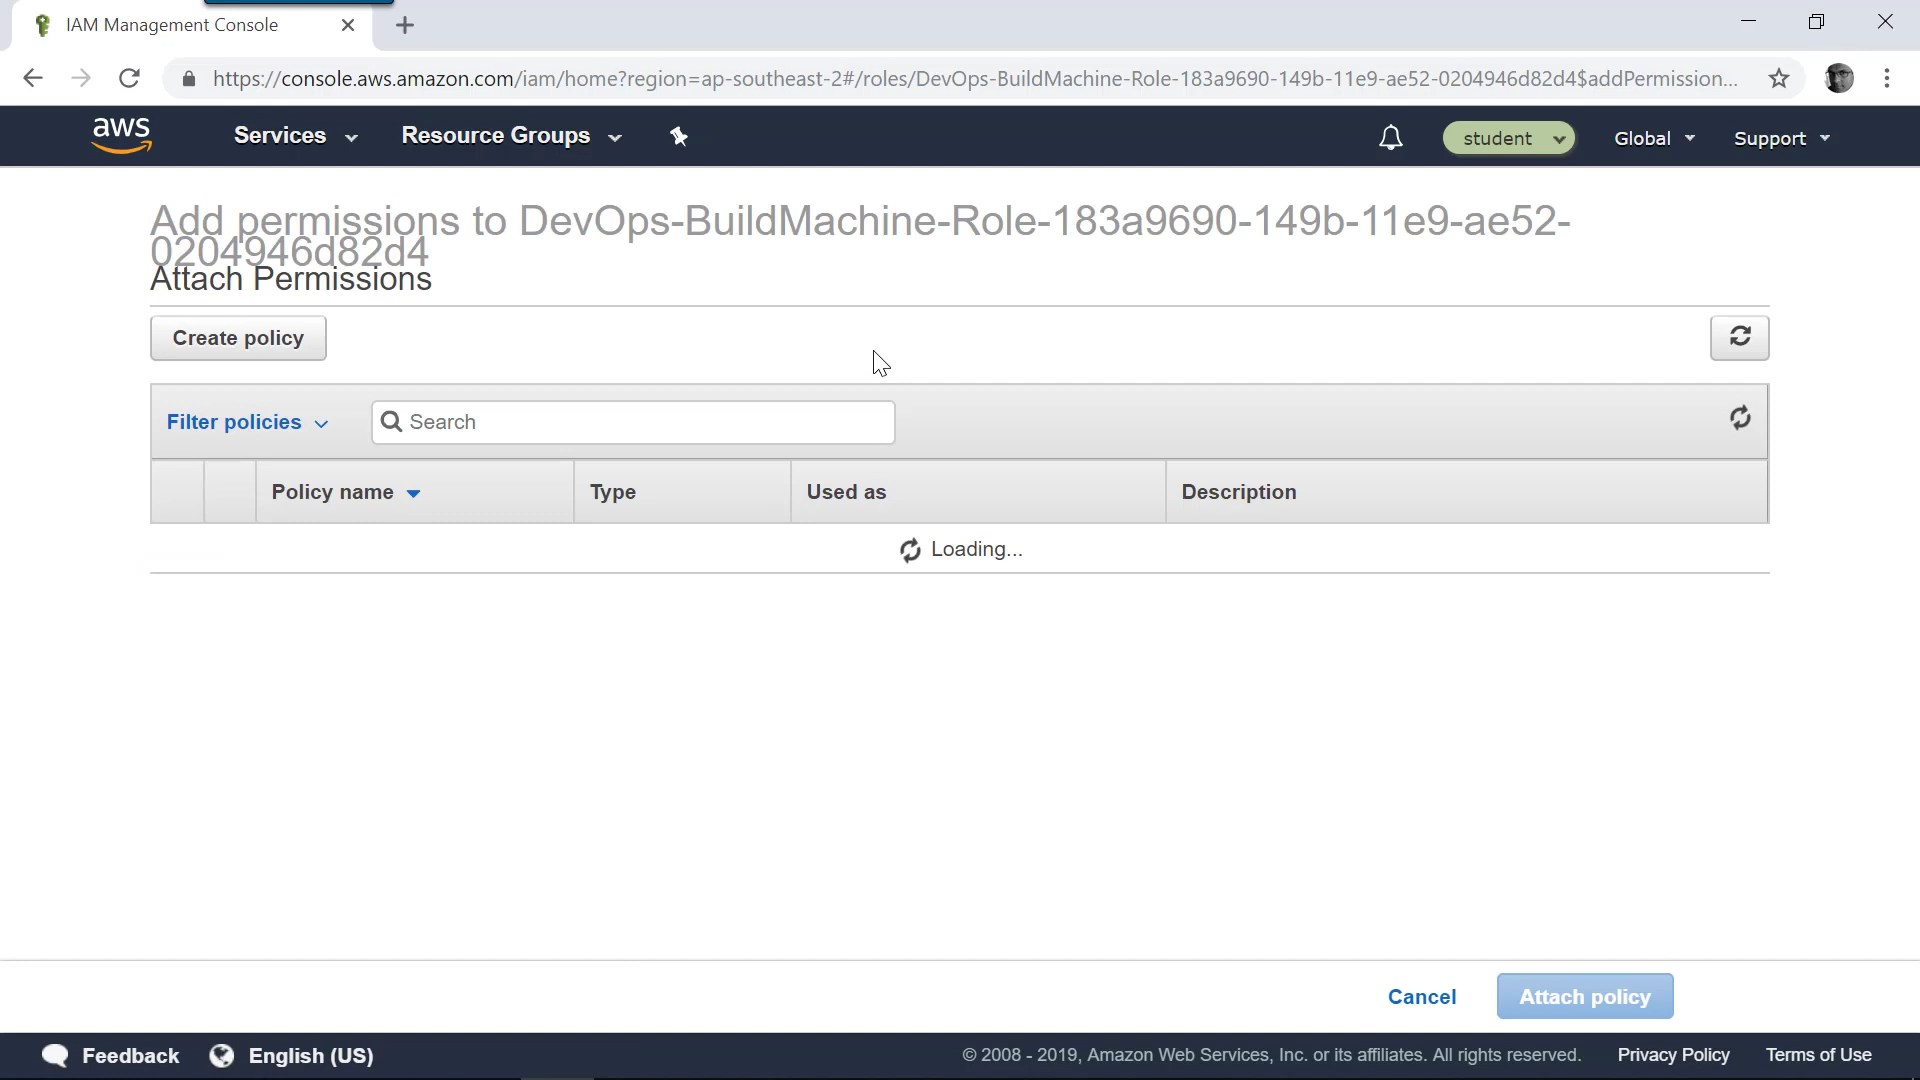 IAM Management Console
https://console.aws.amazon.com/iam/home?region=ap-southeast-2#/roles/DevOps-BuildMachine-Role-183a9690-149b-11e9-ae52-0204946d82d4$addPermission...
aws Services Resource Groups student Global Support
Add permissions to DevOps-BuildMachine-Role-183a9690-149b-11e9-ae52-
0204946d82d4
Attach Permissions
Create policy
Filter policies Search
Policy name Type Used as Description
Loading...
Cancel Attach policy
Feedback English (US) © 2008 - 2019, Amazon Web Services, Inc. or its affiliates. All rights reserved. Privacy Policy Terms of Use